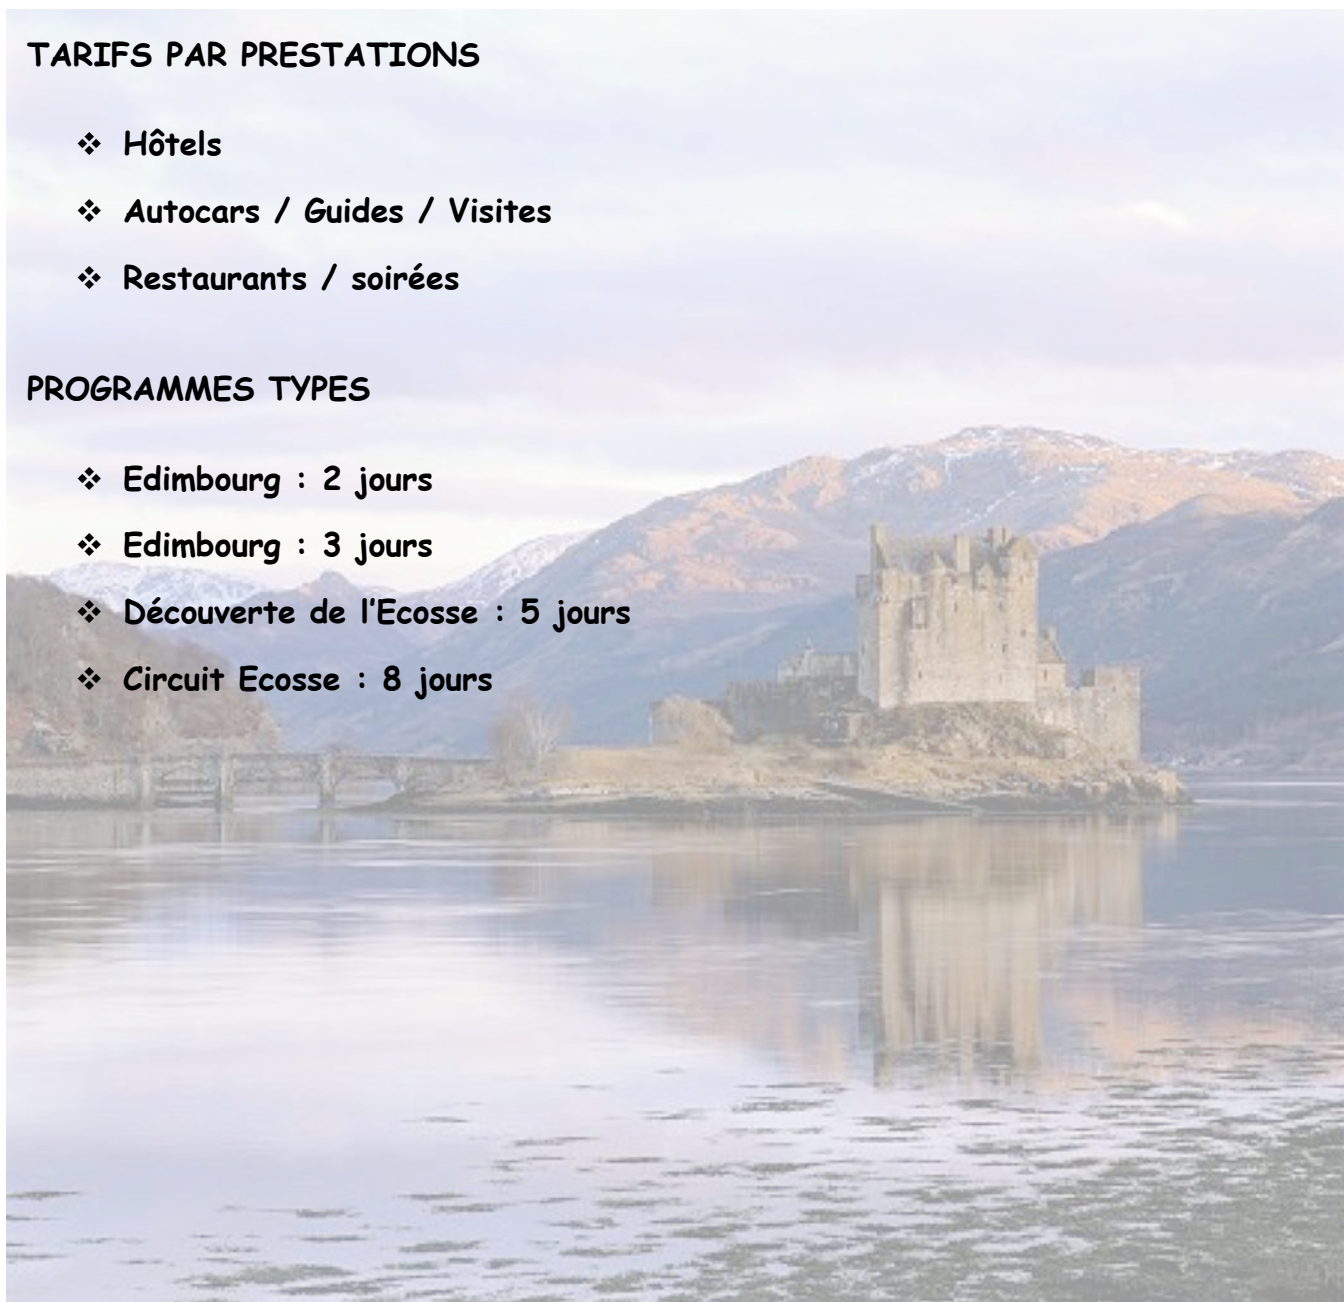 TARIFS PAR PRESTATIONS
❖ Hôtels
❖ Autocars / Guides / Visites
❖ Restaurants / soirées
PROGRAMMES TYPES
❖ Edimbourg : 2 jours
❖ Edimbourg : 3 jours
❖ Découverte de l’Ecosse : 5 jours
❖ Circuit Ecosse : 8 jours